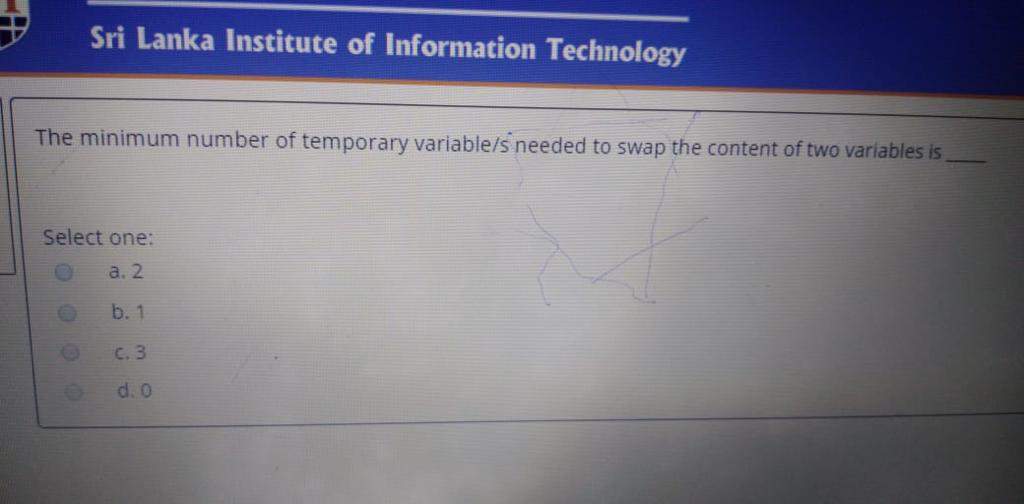 Sri Lanka Institute of Information Technology
The minimum number of temporary variable/s needed to swap the content of two variables is ____
Select one:
a. 2
b. 1
c. 3
d. 0